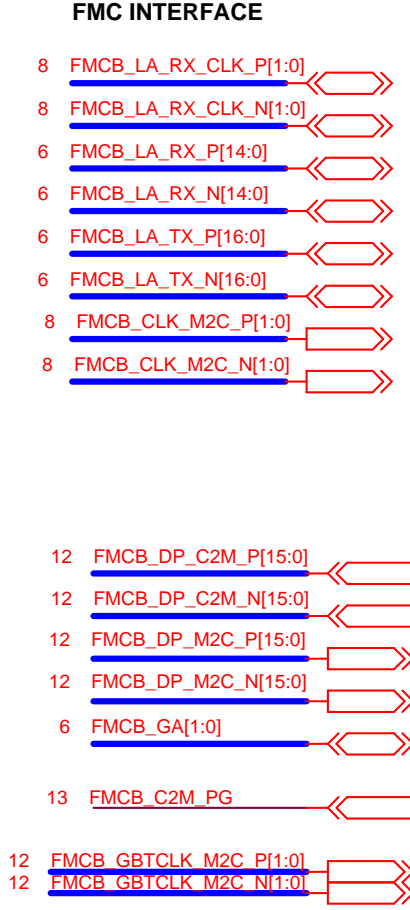 FMC INTERFACE
8 FMCB_LA_RX_CLK_P[1:0]
8 FMCB_LA_RX_CLK_N[1:0]
6 FMCB_LA_RX_P[14:0]
6 FMCB_LA_RX_N[14:0]
6 FMCB_LA_TX_P[16:0]
6 FMCB_LA_TX_N[16:0]
8 FMCB_CLK_M2C_P[1:0]
8 FMCB_CLK_M2C_N[1:0]
12 FMCB_DP_C2M_P[15:0]
12 FMCB_DP_C2M_N[15:0]
12 FMCB_DP_M2C_P[15:0]
12 FMCB_DP_M2C_N[15:0]
6 FMCB_GA[1:0]
13 FMCB_C2M_PG
12 FMCB_GBTCLK_M2C_P[1:0]
12 FMCB_GBTCLK_M2C_N[1:0]